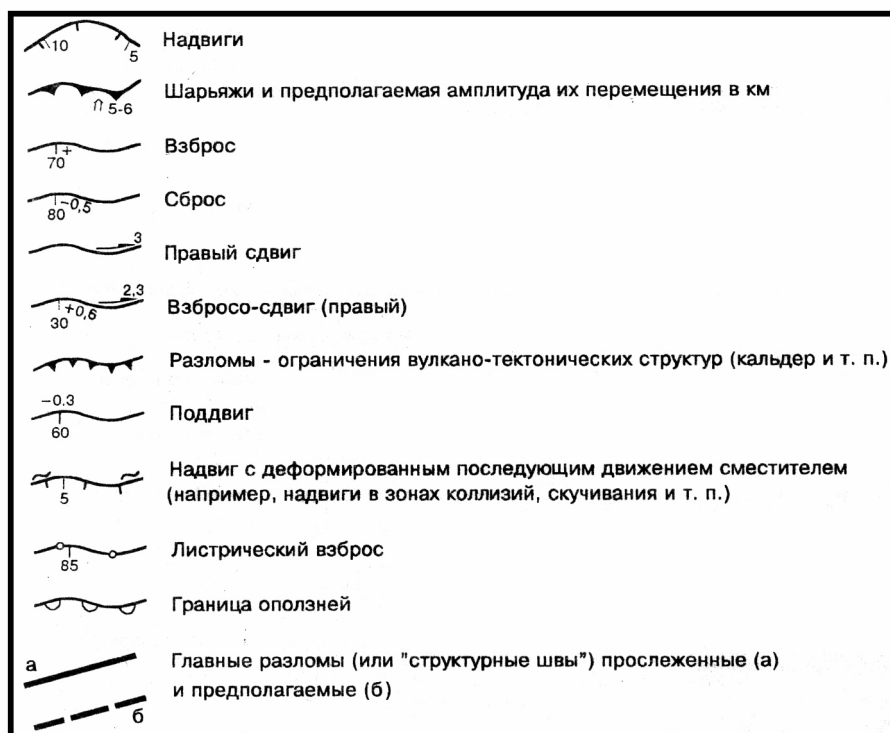 10 5 Надвиги
5-6 Шарьяжи и предполагаемая амплитуда их перемещения в км
70 + Взброс
80 -0,5 Сброс
3 Правый сдвиг
30 +0,6 2,3 Взбросо-сдвиг (правый)
Разломы - ограничения вулкано-тектонических структур (кальдер и т. п.)
-0.3
60 Поддвиг
5 Надвиг с деформированным последующим движением сместителем
(например, надвиги в зонах коллизий, скучивания и т. п.)
85 Листрический взброс
Граница оползней
а Главные разломы (или "структурные швы") прослеженные (а)
б и предполагаемые (б)